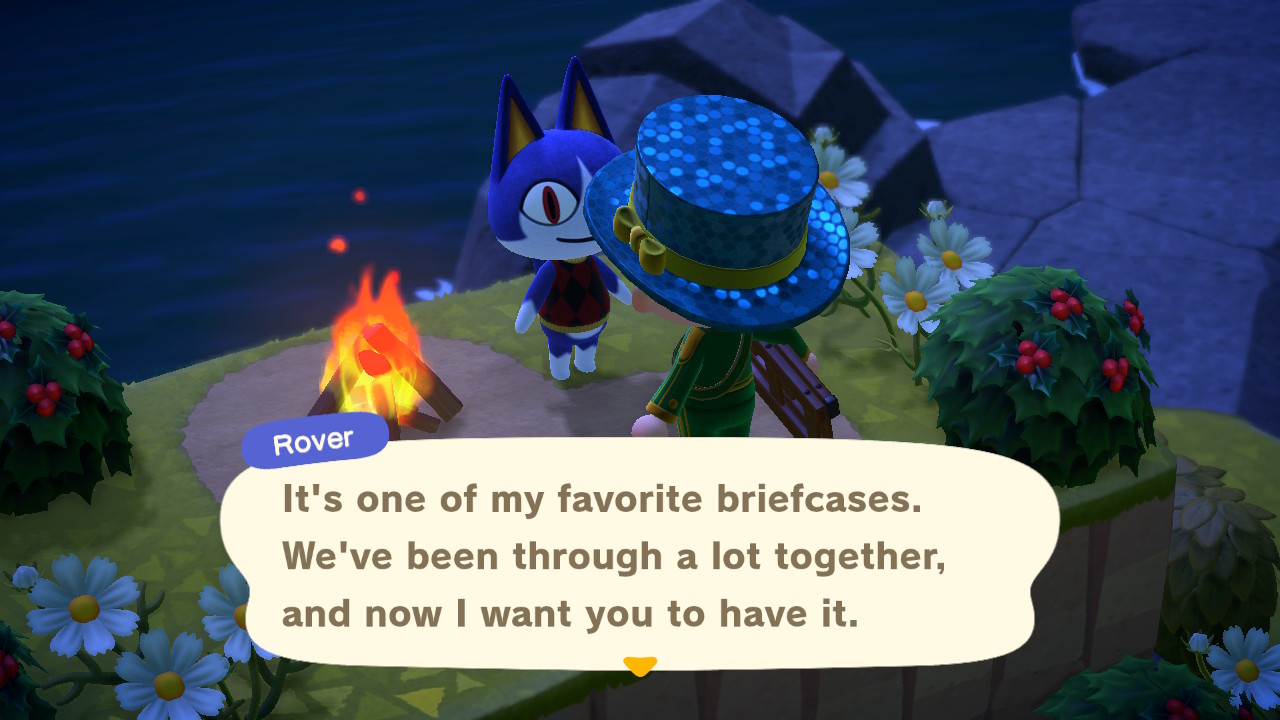 Rover
It's one of my favorite briefcases.
We've been through a lot together,
and now I want you to have it.